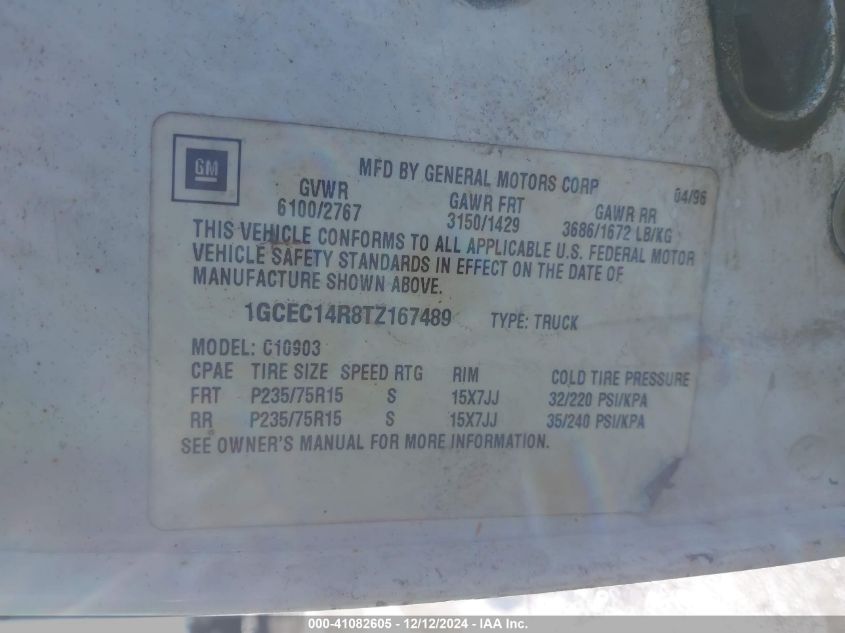 GM
MFD BY GENERAL MOTORS CORP 04/96
GVWR GAWR FRT GAWR RR
6100/2767 3150/1429 3686/1672 LB/KG
THIS VEHICLE CONFORMS TO ALL APPLICABLE U.S. FEDERAL MOTOR
VEHICLE SAFETY STANDARDS IN EFFECT ON THE DATE OF
MANUFACTURE SHOWN ABOVE.
1GCEC14R8TZ167489 TYPE: TRUCK
MODEL: C10903
CPAE TIRE SIZE SPEED RTG RIM COLD TIRE PRESSURE
FRT P235/75R15 S 15X7JJ 32/220 PSI/KPA
RR P235/75R15 S 15X7JJ 35/240 PSI/KPA
SEE OWNER'S MANUAL FOR MORE INFORMATION.
000-41082605 - 12/12/2024 - IAA Inc.